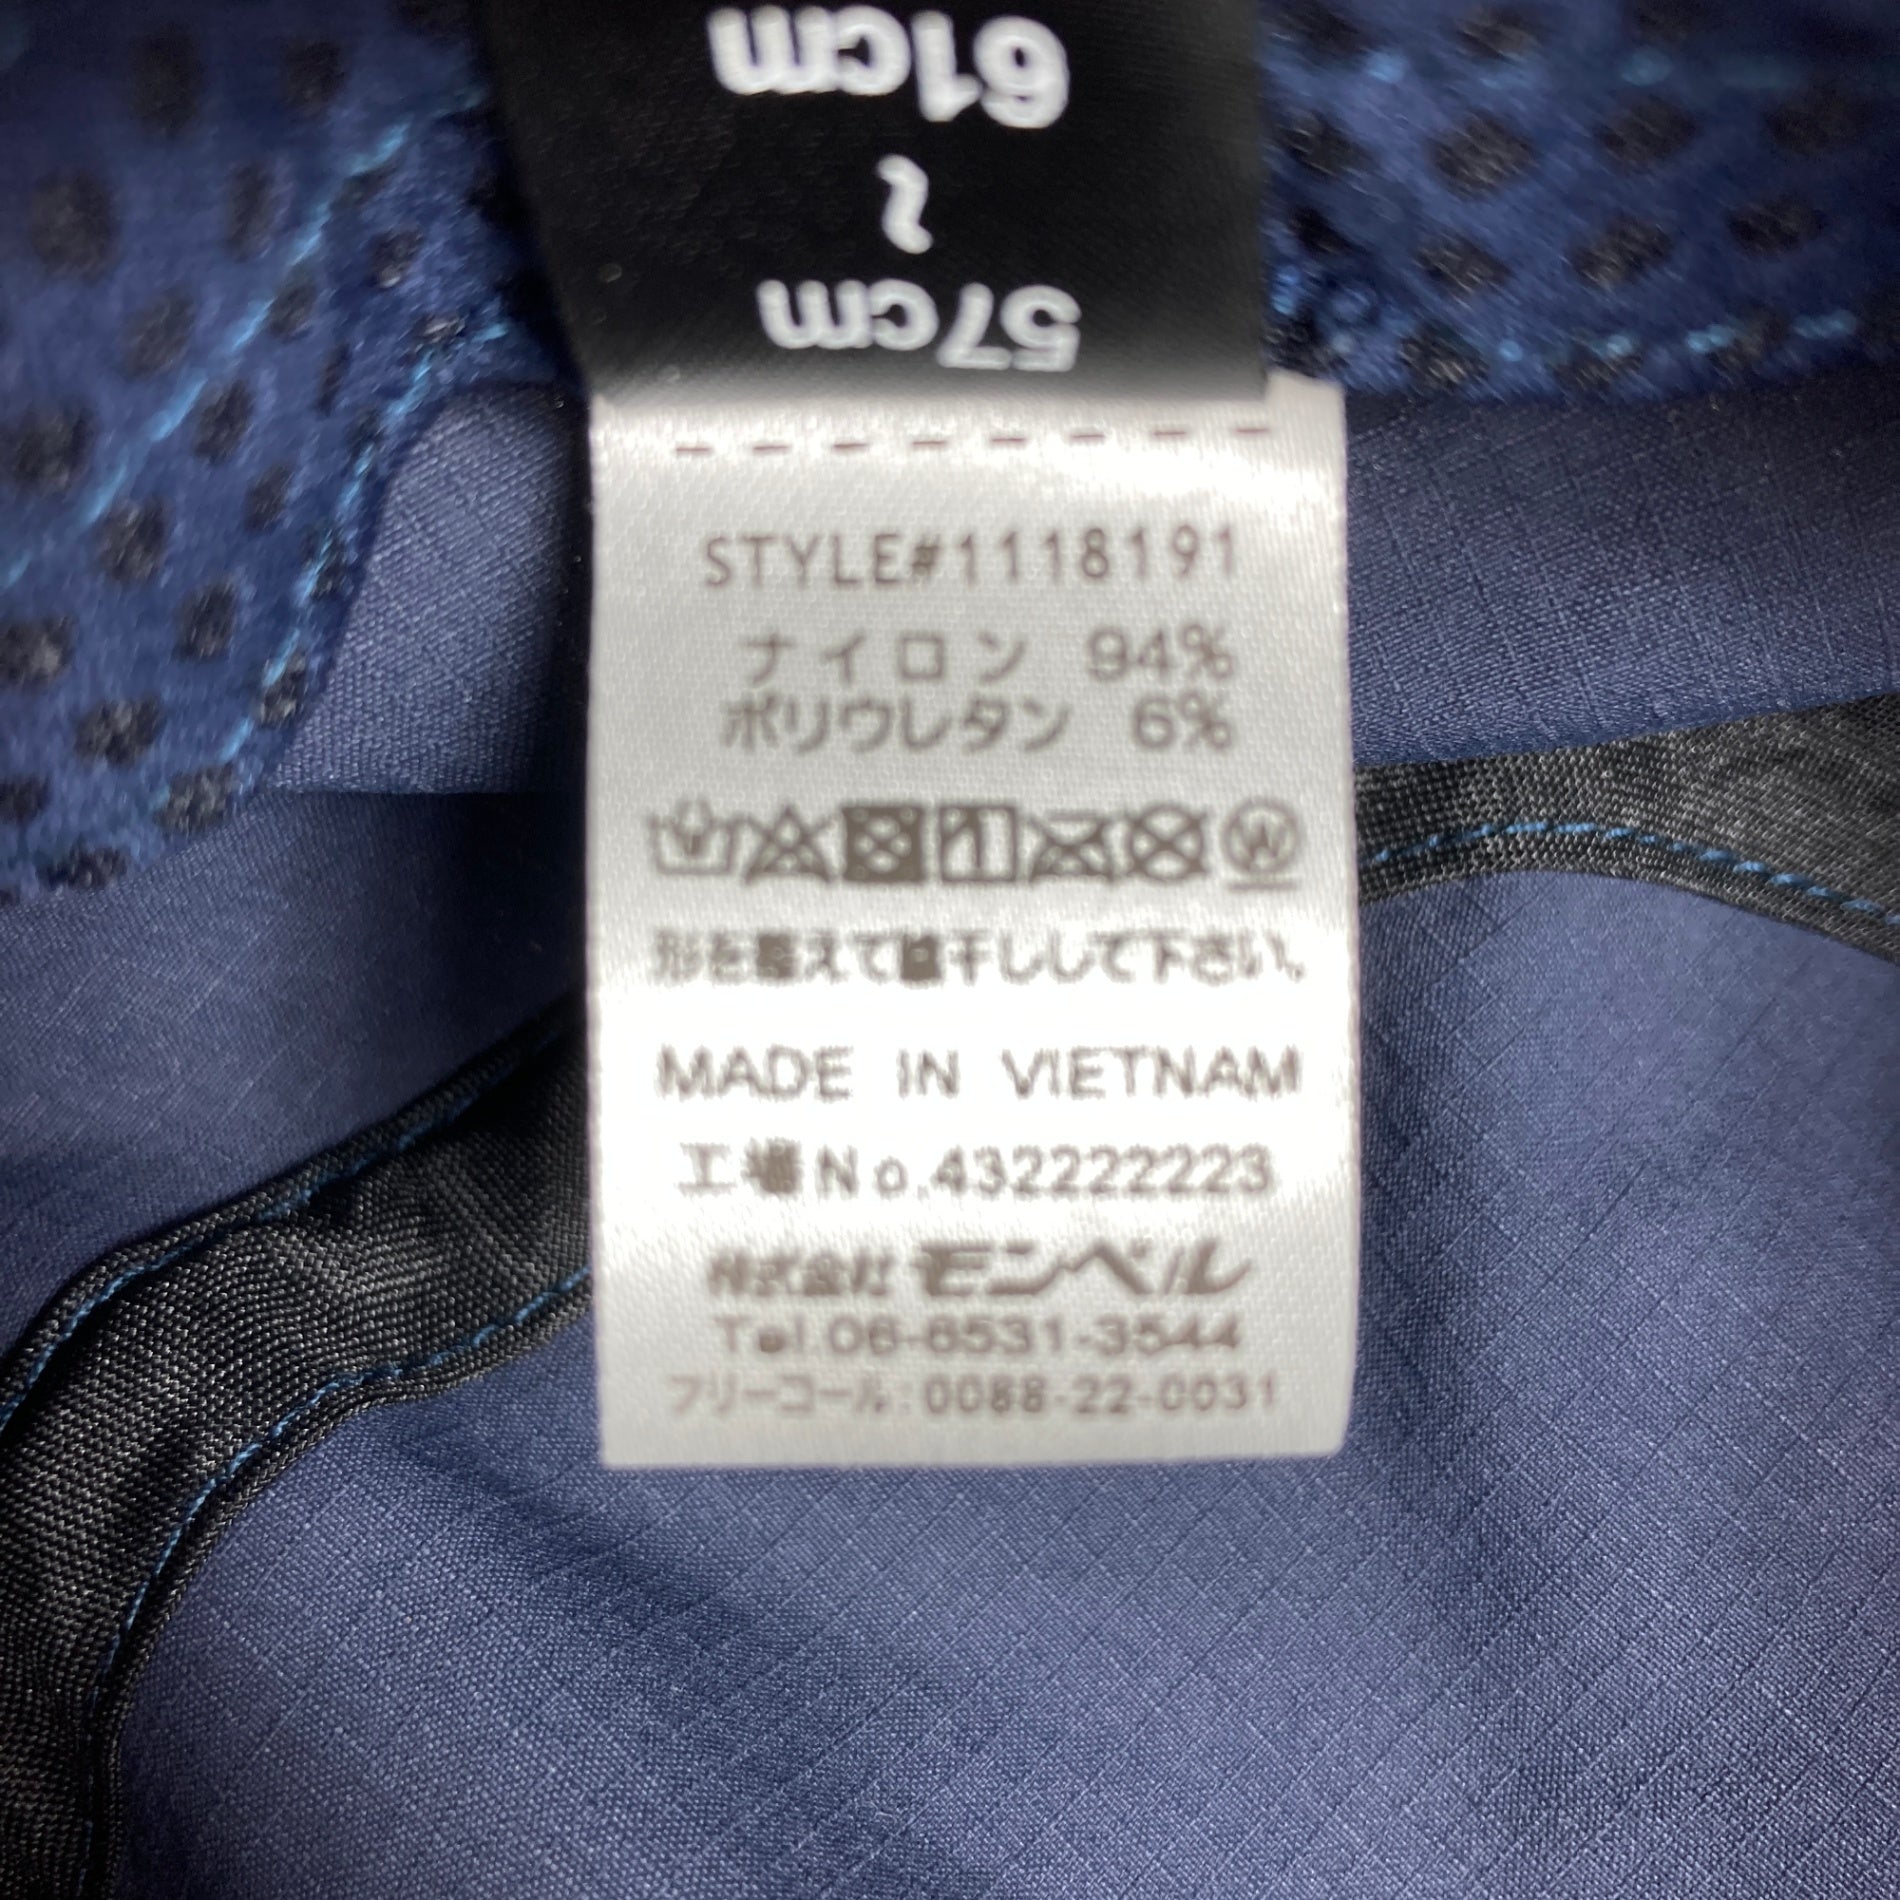 57cm
~
61cm
STYLE#1118191
ナイロン 94%
ポリウレタン 6%
形を整えて陰干しして下さい。
MADE IN VIETNAM
工場No.432222223
株式会社モンベル
Tel.06-6531-3544
フリーコール:0088-22-0031